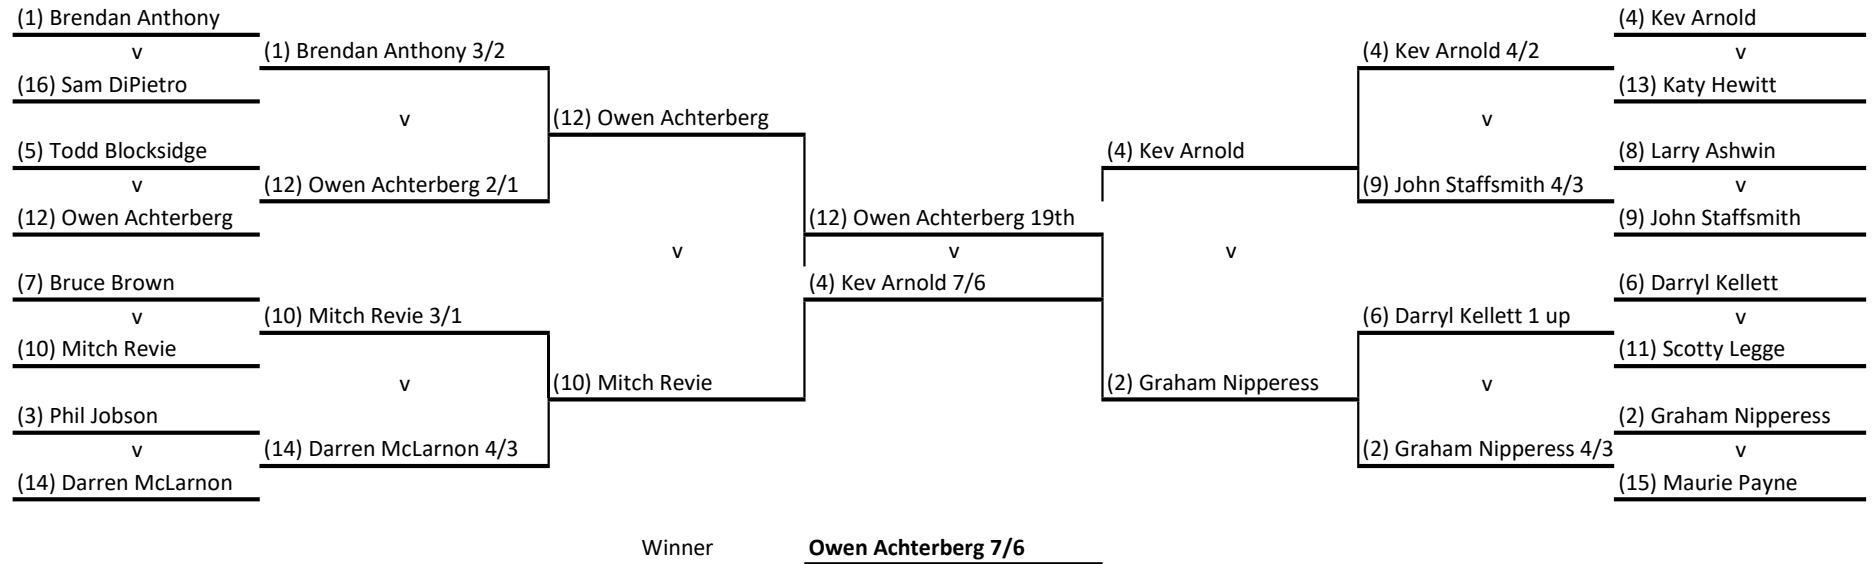 (1) Brendan Anthony
v
(16) Sam DiPietro
(5) Todd Blocksidge
v
(12) Owen Achterberg
(7) Bruce Brown
v
(10) Mitch Revie
(3) Phil Jobson
v
(14) Darren McLarnon
(1) Brendan Anthony 3/2
v
(12) Owen Achterberg 2/1
(10) Mitch Revie 3/1
v
(14) Darren McLarnon 4/3
(12) Owen Achterberg
v
(10) Mitch Revie
(12) Owen Achterberg 19th
v
(4) Kev Arnold 7/6
(4) Kev Arnold
v
(2) Graham Nipperess
(4) Kev Arnold 4/2
v
(9) John Staffsmith 4/3
(6) Darryl Kellett 1 up
v
(2) Graham Nipperess 4/3
(4) Kev Arnold
v
(13) Katy Hewitt
(8) Larry Ashwin
v
(9) John Staffsmith
(6) Darryl Kellett
v
(11) Scotty Legge
(2) Graham Nipperess
v
(15) Maurie Payne
Winner Owen Achterberg 7/6